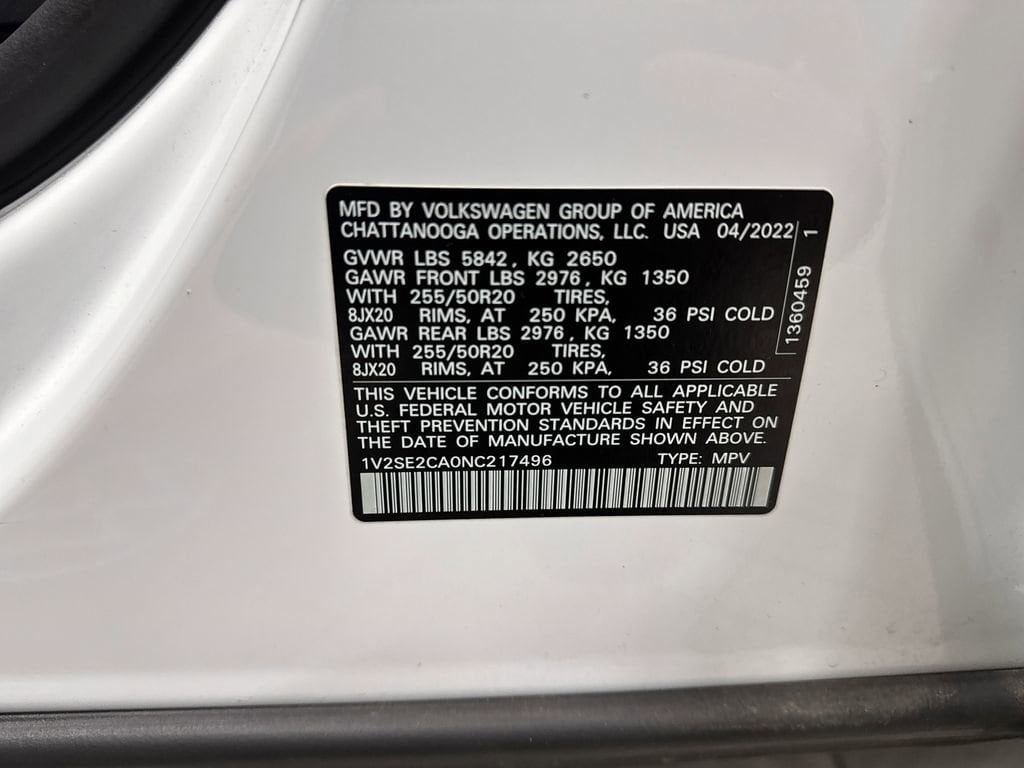 MFD BY VOLKSWAGEN GROUP OF AMERICA
CHATTANOOGA OPERATIONS, LLC. USA 04/2022
GVWR LBS 5842, KG 2650
GAWR FRONT LBS 2976, KG 1350
WITH 255/50R20 TIRES,
8JX20 RIMS, AT 250 KPA, 36 PSI COLD
GAWR REAR LBS 2976, KG 1350
WITH 255/50R20 TIRES,
8JX20 RIMS, AT 250 KPA, 36 PSI COLD
THIS VEHICLE CONFORMS TO ALL APPLICABLE
U.S. FEDERAL MOTOR VEHICLE SAFETY AND
THEFT PREVENTION STANDARDS IN EFFECT ON
THE DATE OF MANUFACTURE SHOWN ABOVE.
1V2SE2CA0NC217496 TYPE: MPV
1360459 1